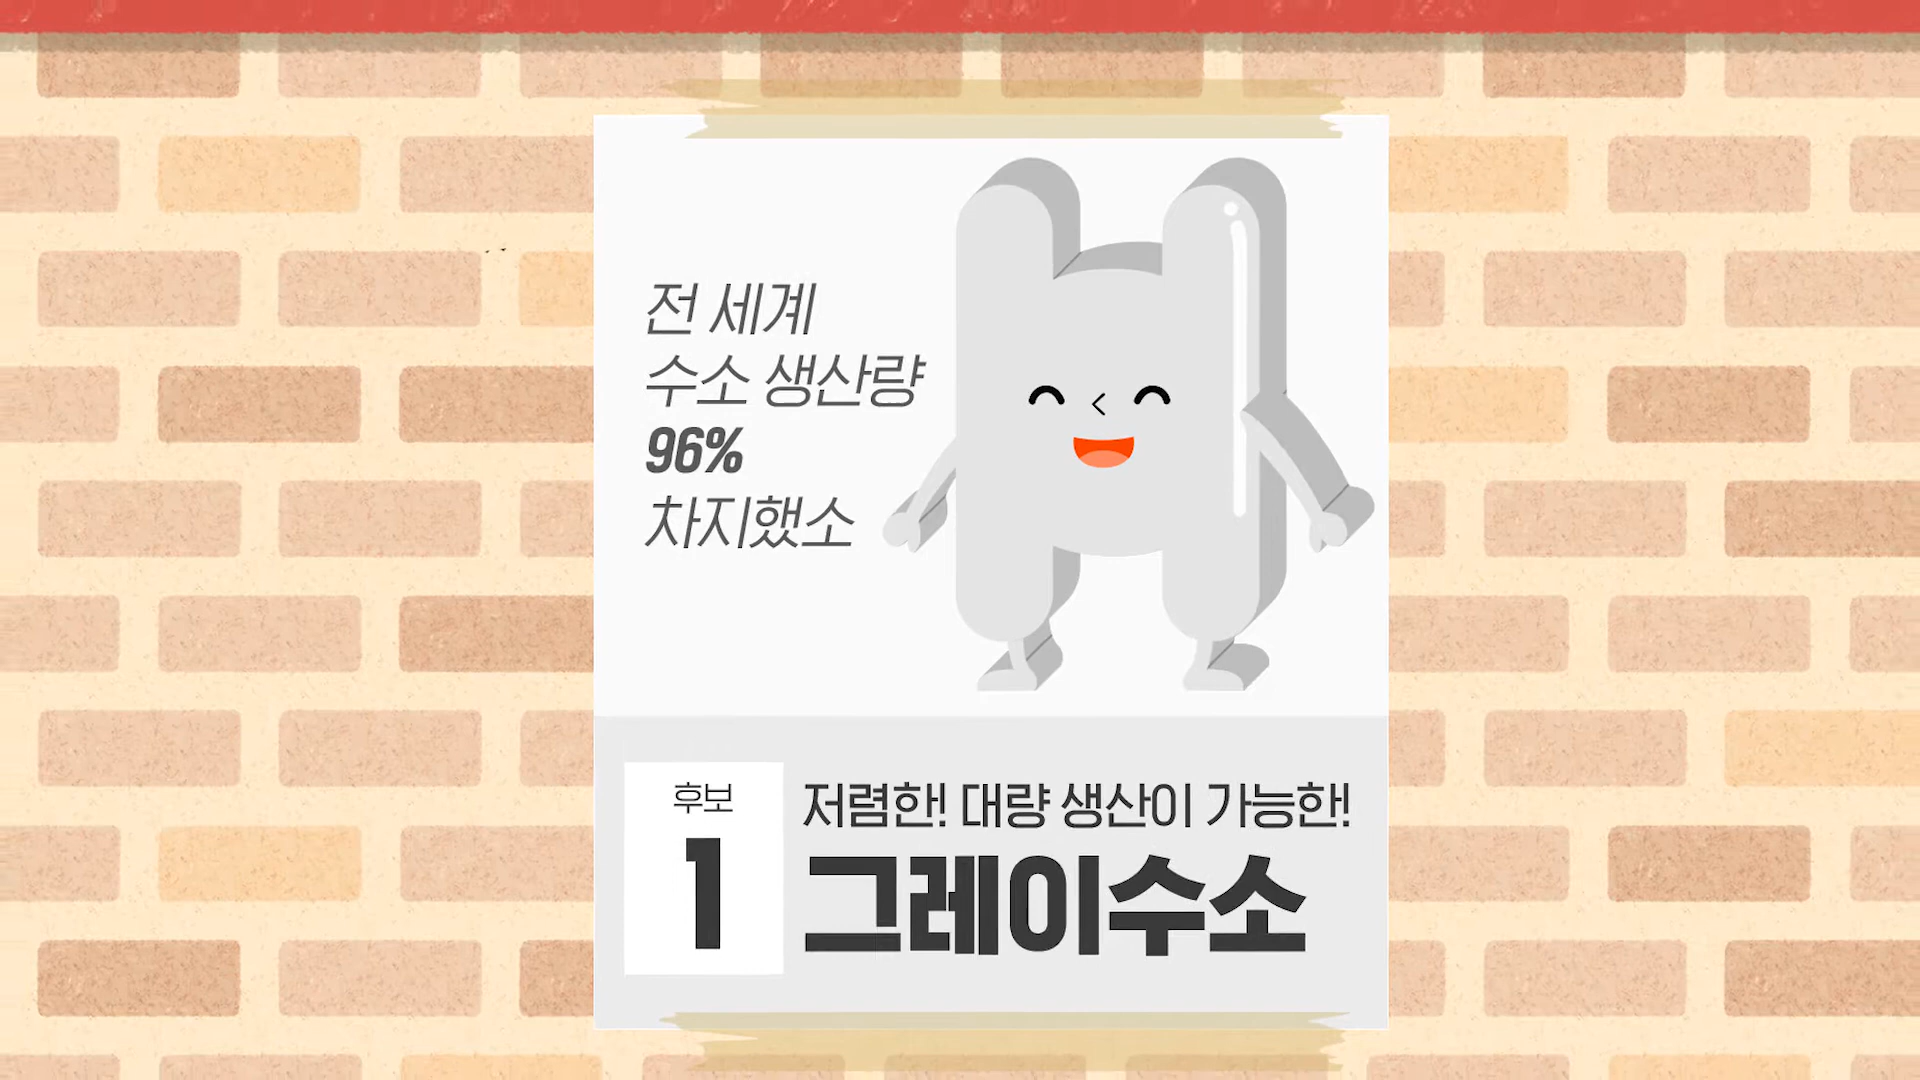 전 세계
수소 생산량
96%
차지했소
후보
1
저렴한! 대량 생산이 가능한!
그레이수소